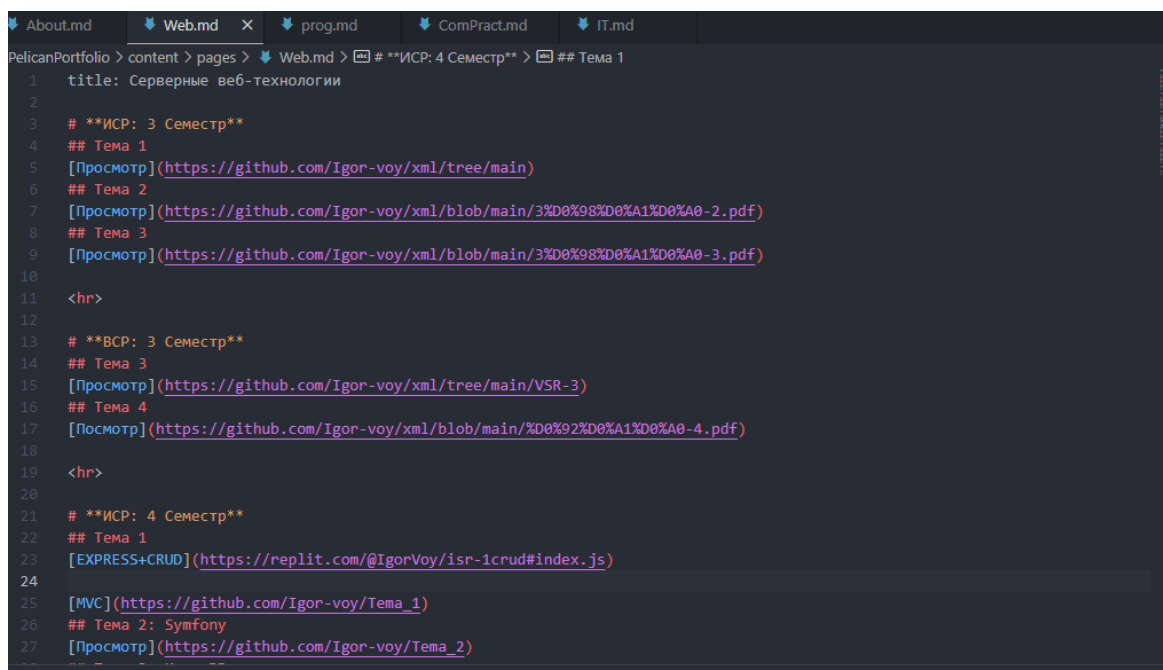 About.md Web.md × prog.md ComPract.md IT.md
PelicanPortfolio > content > pages > Web.md > # **ИСР: 4 Семестр** > ## Тема 1
1 title: Серверные веб-технологии
2
3 # **ИСР: 3 Семестр**
4 ## Тема 1
5 [Просмотр](https://github.com/Igor-voy/xml/tree/main)
6 ## Тема 2
7 [Просмотр](https://github.com/Igor-voy/xml/blob/main/3%D0%98%D0%A1%D0%A0-2.pdf)
8 ## Тема 3
9 [Просмотр](https://github.com/Igor-voy/xml/blob/main/3%D0%98%D0%A1%D0%A0-3.pdf)
10
11 <hr>
12
13 # **ВСР: 3 Семестр**
14 ## Тема 3
15 [Просмотр](https://github.com/Igor-voy/xml/tree/main/VSR-3)
16 ## Тема 4
17 [Посмотр](https://github.com/Igor-voy/xml/blob/main/%D0%92%D0%A1%D0%A0-4.pdf)
18
19 <hr>
20
21 # **ИСР: 4 Семестр**
22 ## Тема 1
23 [EXPRESS+CRUD](https://replit.com/@IgorVoy/isr-1crud#index.js)
24
25 [MVC](https://github.com/Igor-voy/Tema_1)
26 ## Тема 2: Symfony
27 [Просмотр](https://github.com/Igor-voy/Tema_2)